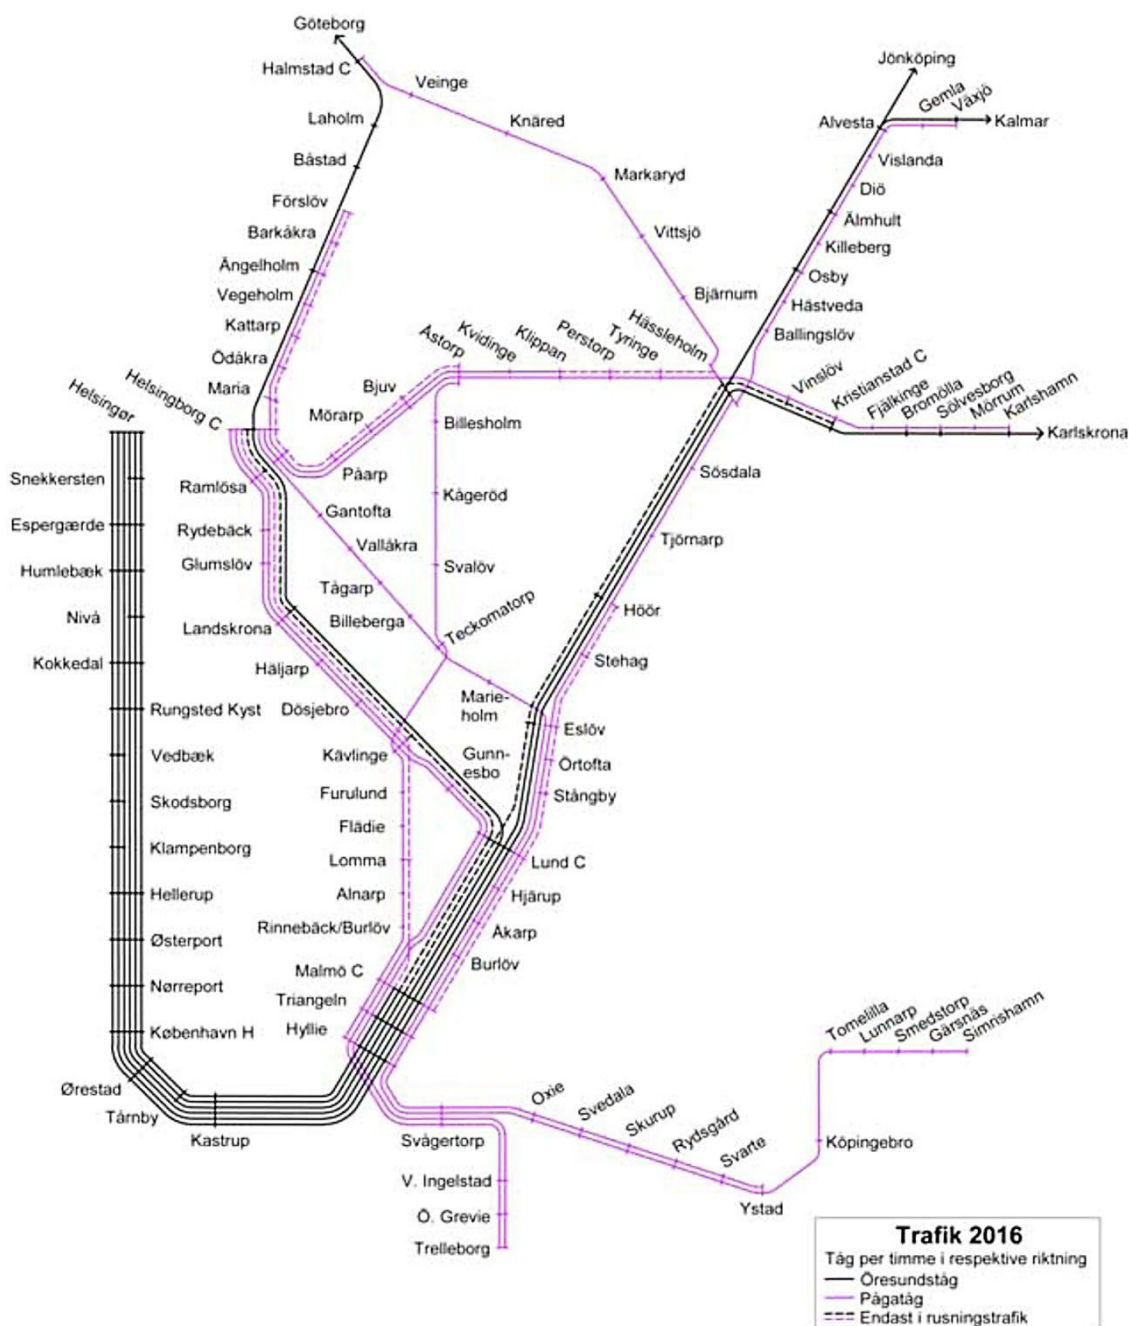 Göteborg
Halmstad C
Veinge
Laholm
Knäred
Båstad
Markaryd
Förslöv
Barkåkra
Vittsjö
Ängelholm
Vegeholm
Bjärnum
Kattarp
Ödåkra
Maria
Jönköping
Gemla
Växjö
Kalmar
Alvesta
Vislanda
Diö
Älmhult
Killeberg
Osby
Hästveda
Ballingslöv
Hässleholm
Tyringe
Perstorp
Klippan
Kvidinge
Åstorp
Bjuv
Mörarp
Påarp
Vinslöv
Kristianstad C
Fjälkinge
Bromölla
Sölvesborg
Mörrum
Karlshamn
Karlskrona
Helsingør
Helsingborg C
Snekkersten
Espergærde
Humlebæk
Nivå
Kokkedal
Rungsted Kyst
Vedbæk
Skodsborg
Klampenborg
Hellerup
Østerport
Nørreport
København H
Ørestad
Tårnby
Kastrup
Ramlösa
Rydebäck
Glumslöv
Landskrona
Häljarp
Dösjebro
Kävlinge
Gantofta
Vallåkra
Tågarp
Billeberga
Billesholm
Kågeröd
Svalöv
Teckomatorp
Marie-
holm
Gunn-
esbo
Furulund
Flädie
Lomma
Alnarp
Rinnebäck/Burlöv
Malmö C
Triangeln
Hyllie
Sösdala
Tjörnarp
Höör
Stehag
Eslöv
Örtofta
Stångby
Lund C
Hjärup
Åkarp
Burlöv
Svågertorp
V. Ingelstad
Ö. Grevie
Trelleborg
Oxie
Svedala
Skurup
Rydsgård
Svarte
Ystad
Köpingebro
Tomelilla
Lunnarp
Smedstorp
Gärsnäs
Simrishamn
Trafik 2016
Tåg per timme i respektive riktning
Öresundståg
Pågatåg
Endast i rusningstrafik